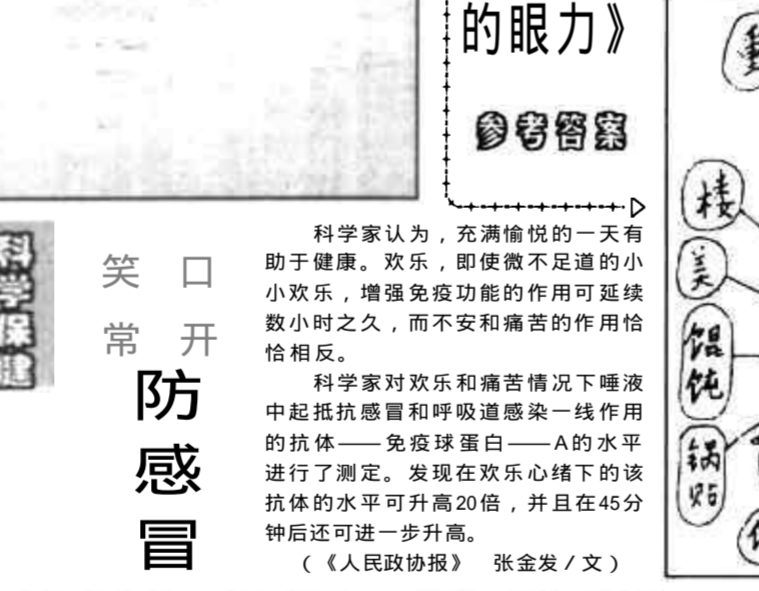 的眼力》
参考答案
科学保健
笑口
常开
防感冒
科学家认为，充满愉悦的一天有
助于健康。欢乐，即使微不足道的小
小欢乐，增强免疫功能的作用可延续
数小时之久，而不安和痛苦的作用恰
恰相反。
科学家对欢乐和痛苦情况下唾液
中起抵抗感冒和呼吸道感染一线作用
的抗体——免疫球蛋白——A的水平
进行了测定。发现在欢乐心绪下的该
抗体的水平可升高20倍，并且在45分
钟后还可进一步升高。
（《人民政协报》　张金发／文）
楼
美
馄饨
锅贴